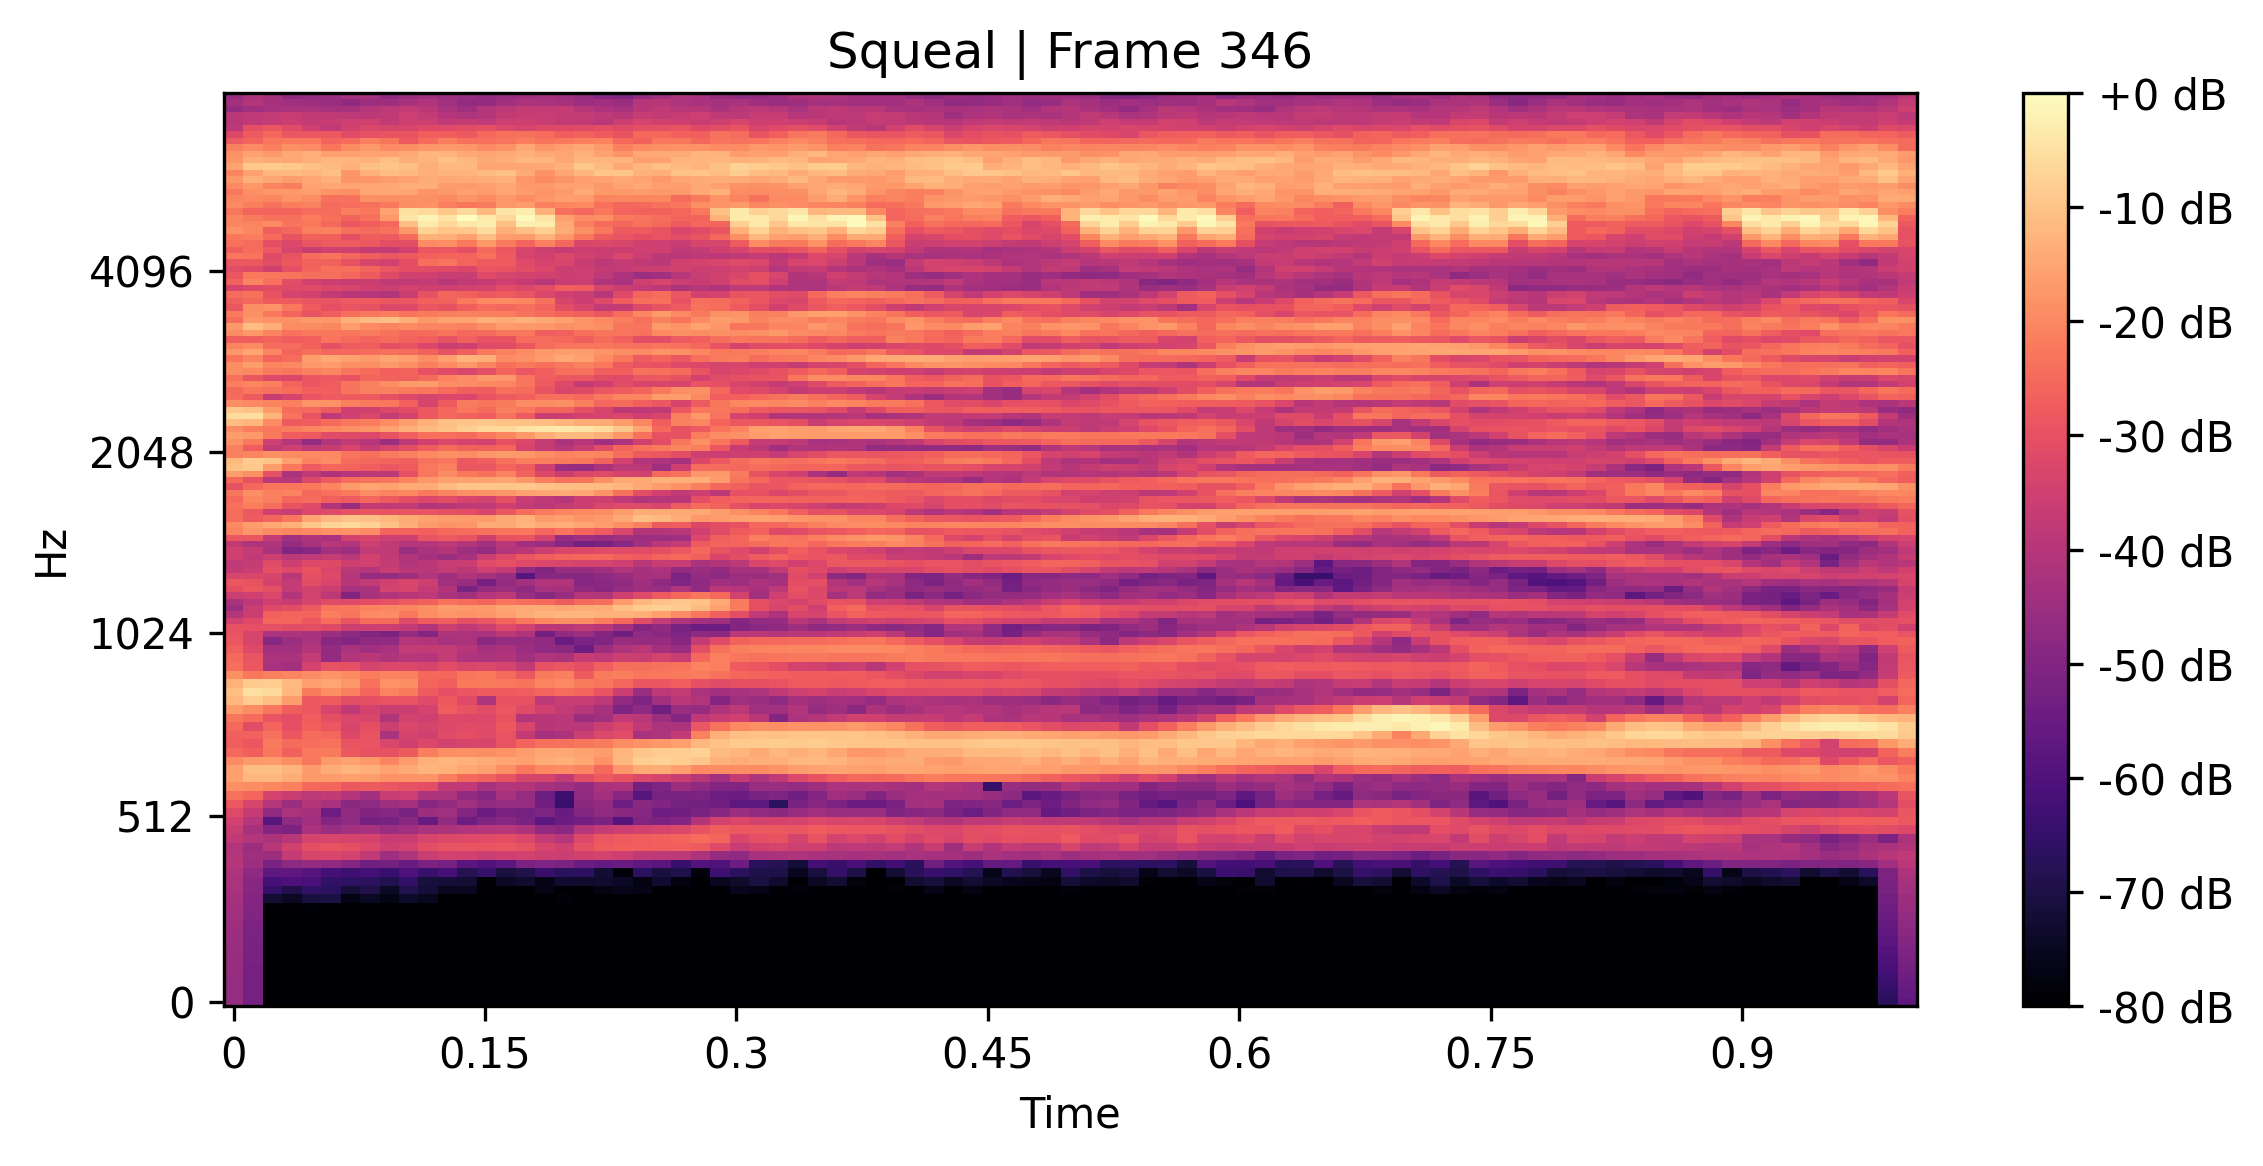 Squeal | Frame 346
Hz
4096
2048
1024
512
0
0 0.15 0.3 0.45 0.6 0.75 0.9
Time
+0 dB
-10 dB
-20 dB
-30 dB
-40 dB
-50 dB
-60 dB
-70 dB
-80 dB